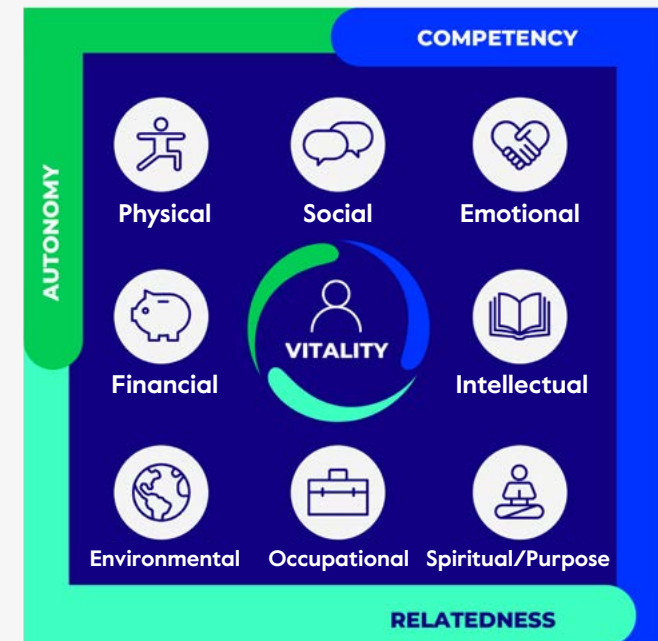 COMPETENCY
AUTONOMY
Physical
Social
Emotional
Financial
VITALITY
Intellectual
Environmental
Occupational
Spiritual/Purpose
RELATEDNESS